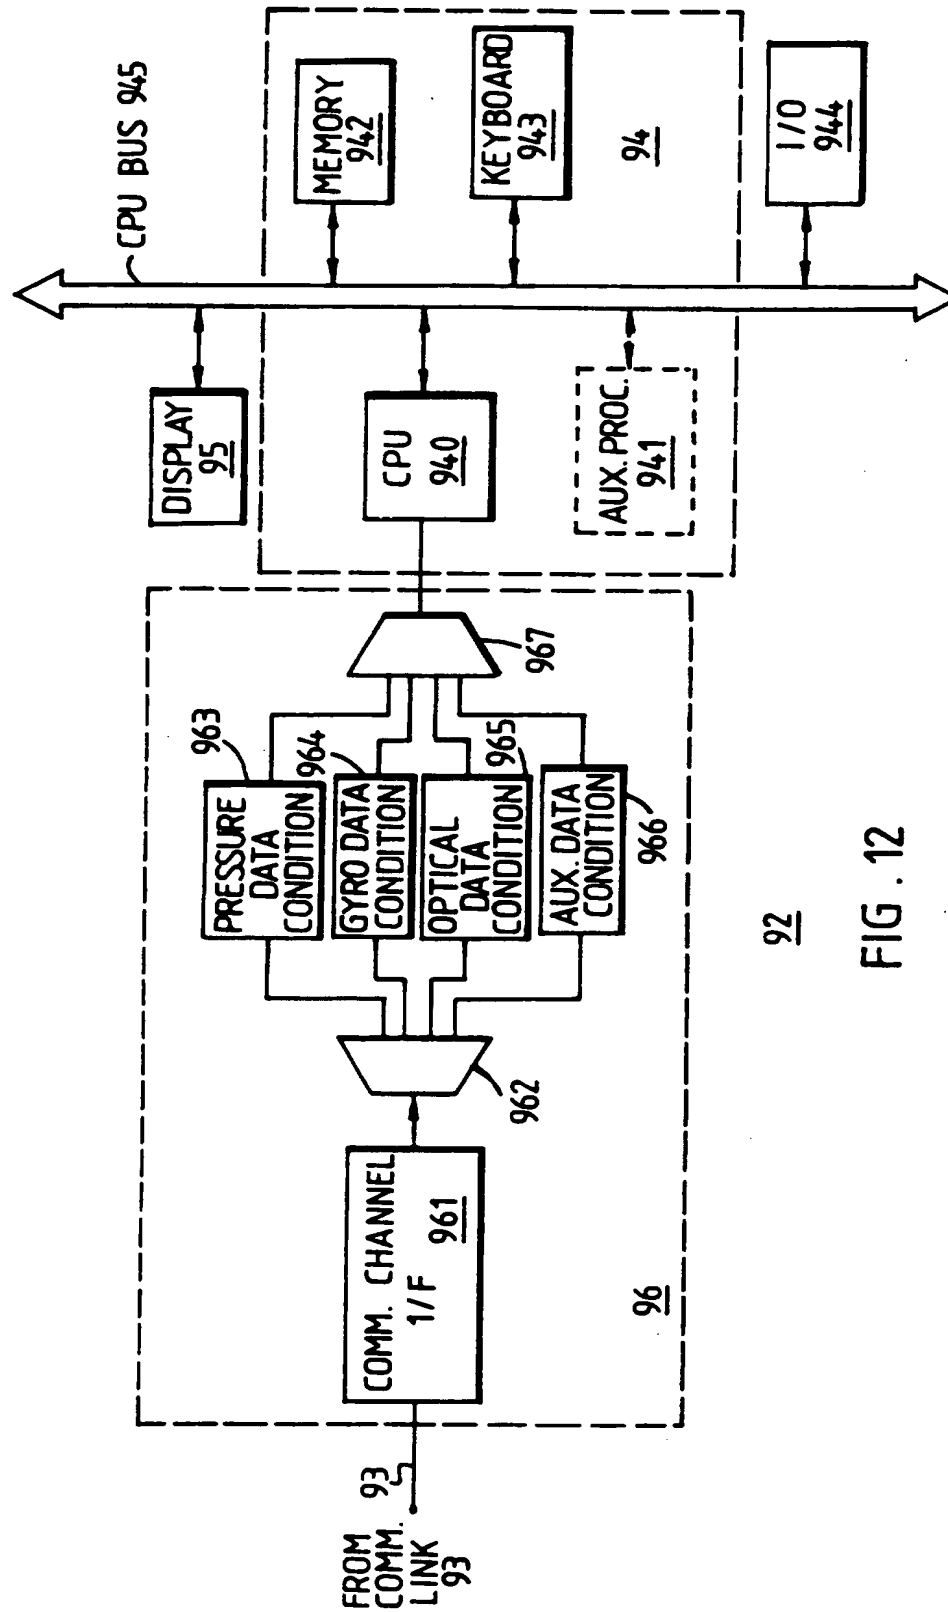 FROM
COMM.
LINK
93
93
COMM. CHANNEL
1/F
961
962
PRESSURE
DATA
CONDITION
963
GYRO DATA
CONDITION
964
OPTICAL
DATA
CONDITION
965
AUX. DATA
CONDITION
966
967
96
DISPLAY
95
CPU
940
AUX. PROC.
941
CPU BUS 945
MEMORY
942
KEYBOARD
943
94
I/O
944
92
FIG. 12